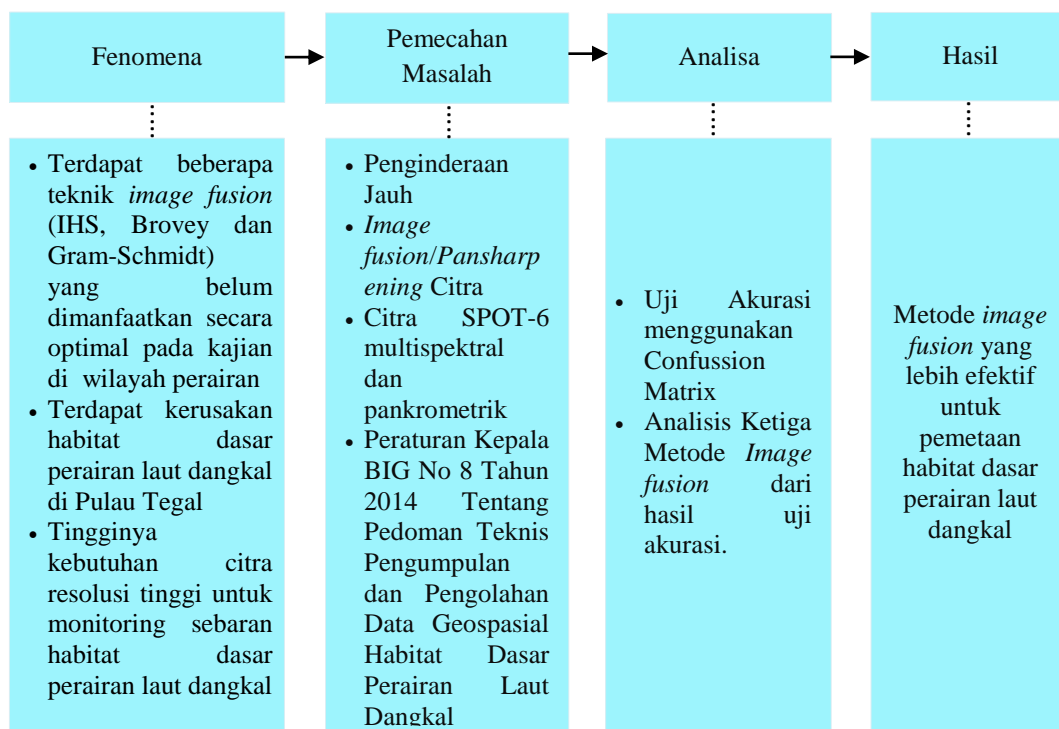 Fenomena
Pemecahan
Masalah
Analisa
Hasil
• Terdapat beberapa
teknik image fusion
(IHS, Brovey dan
Gram-Schmidt)
yang belum
dimanfaatkan secara
optimal pada kajian
di wilayah perairan
• Terdapat kerusakan
habitat dasar
perairan laut dangkal
di Pulau Tegal
• Tingginya
kebutuhan citra
resolusi tinggi untuk
monitoring sebaran
habitat dasar
perairan laut dangkal
• Penginderaan
Jauh
• Image
fusion/Pansharp
ening Citra
• Citra SPOT-6
multispektral
dan
pankrometrik
• Peraturan Kepala
BIG No 8 Tahun
2014 Tentang
Pedoman Teknis
Pengumpulan
dan Pengolahan
Data Geospasial
Habitat Dasar
Perairan Laut
Dangkal
• Uji Akurasi
menggunakan
Confussion
Matrix
• Analisis Ketiga
Metode Image
fusion dari
hasil uji
akurasi.
Metode image
fusion yang
lebih efektif
untuk
pemetaan
habitat dasar
perairan laut
dangkal